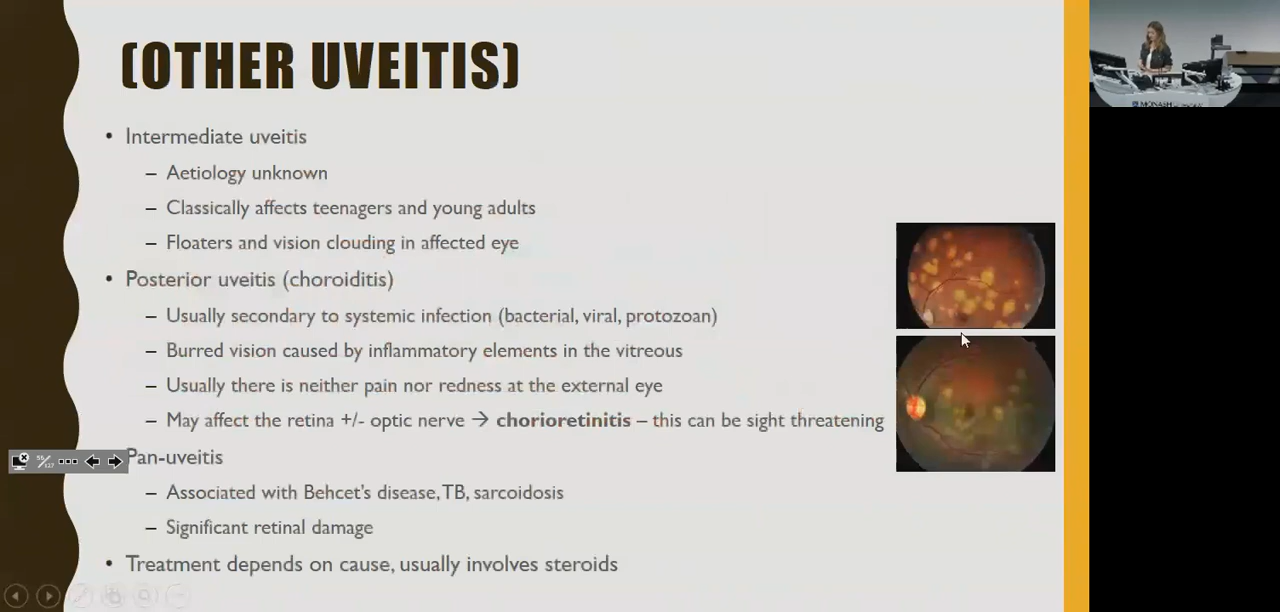 (OTHER UVEITIS)
• Intermediate uveitis
– Aetiology unknown
– Classically affects teenagers and young adults
– Floaters and vision clouding in affected eye
• Posterior uveitis (choroiditis)
– Usually secondary to systemic infection (bacterial, viral, protozoan)
– Burred vision caused by inflammatory elements in the vitreous
– Usually there is neither pain nor redness at the external eye
– May affect the retina +/- optic nerve → chorioretinitis – this can be sight threatening
Pan-uveitis
– Associated with Behcet's disease, TB, sarcoidosis
– Significant retinal damage
• Treatment depends on cause, usually involves steroids
MONASH